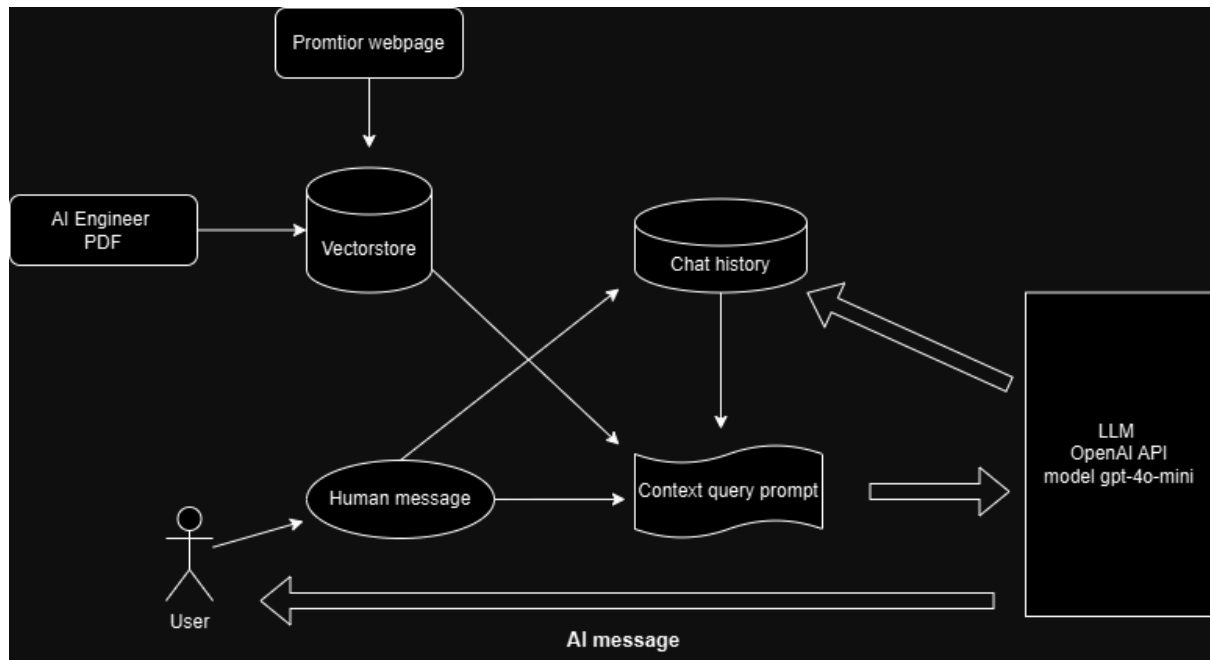 Promtior webpage
AI Engineer
PDF
Vectorstore
Chat history
LLM
OpenAI API
model gpt-4o-mini
Human message
Context query prompt
User
AI message